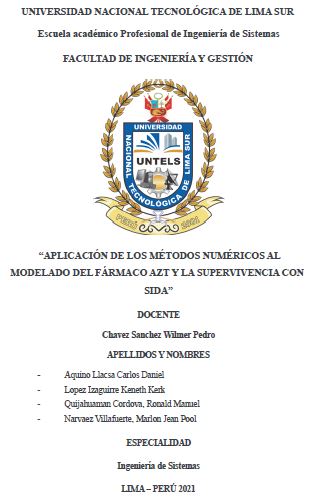 UNIVERSIDAD NACIONAL TECNOLÓGICA DE LIMA SUR
Escuela académico Profesional de Ingeniería de Sistemas
FACULTAD DE INGENIERÍA Y GESTIÓN
UNIVERSIDAD
UNTELS
NACIONAL TECNOLÓGICA DE LIMA SUR
“APLICACIÓN DE LOS MÉTODOS NUMÉRICOS AL
MODELADO DEL FÁRMACO AZT Y LA SUPERVIVENCIA CON
SIDA”
DOCENTE
Chavez Sanchez Wilmer Pedro
APELLIDOS Y NOMBRES
- Aquino Llacsa Carlos Daniel
- Lopez Izaguirre Keneth Kerk
- Quijahuaman Cordova, Ronald Manuel
- Narvaez Villafuerte, Marlon Jean Pool
ESPECIALIDAD
Ingeniería de Sistemas
LIMA – PERÚ 2021